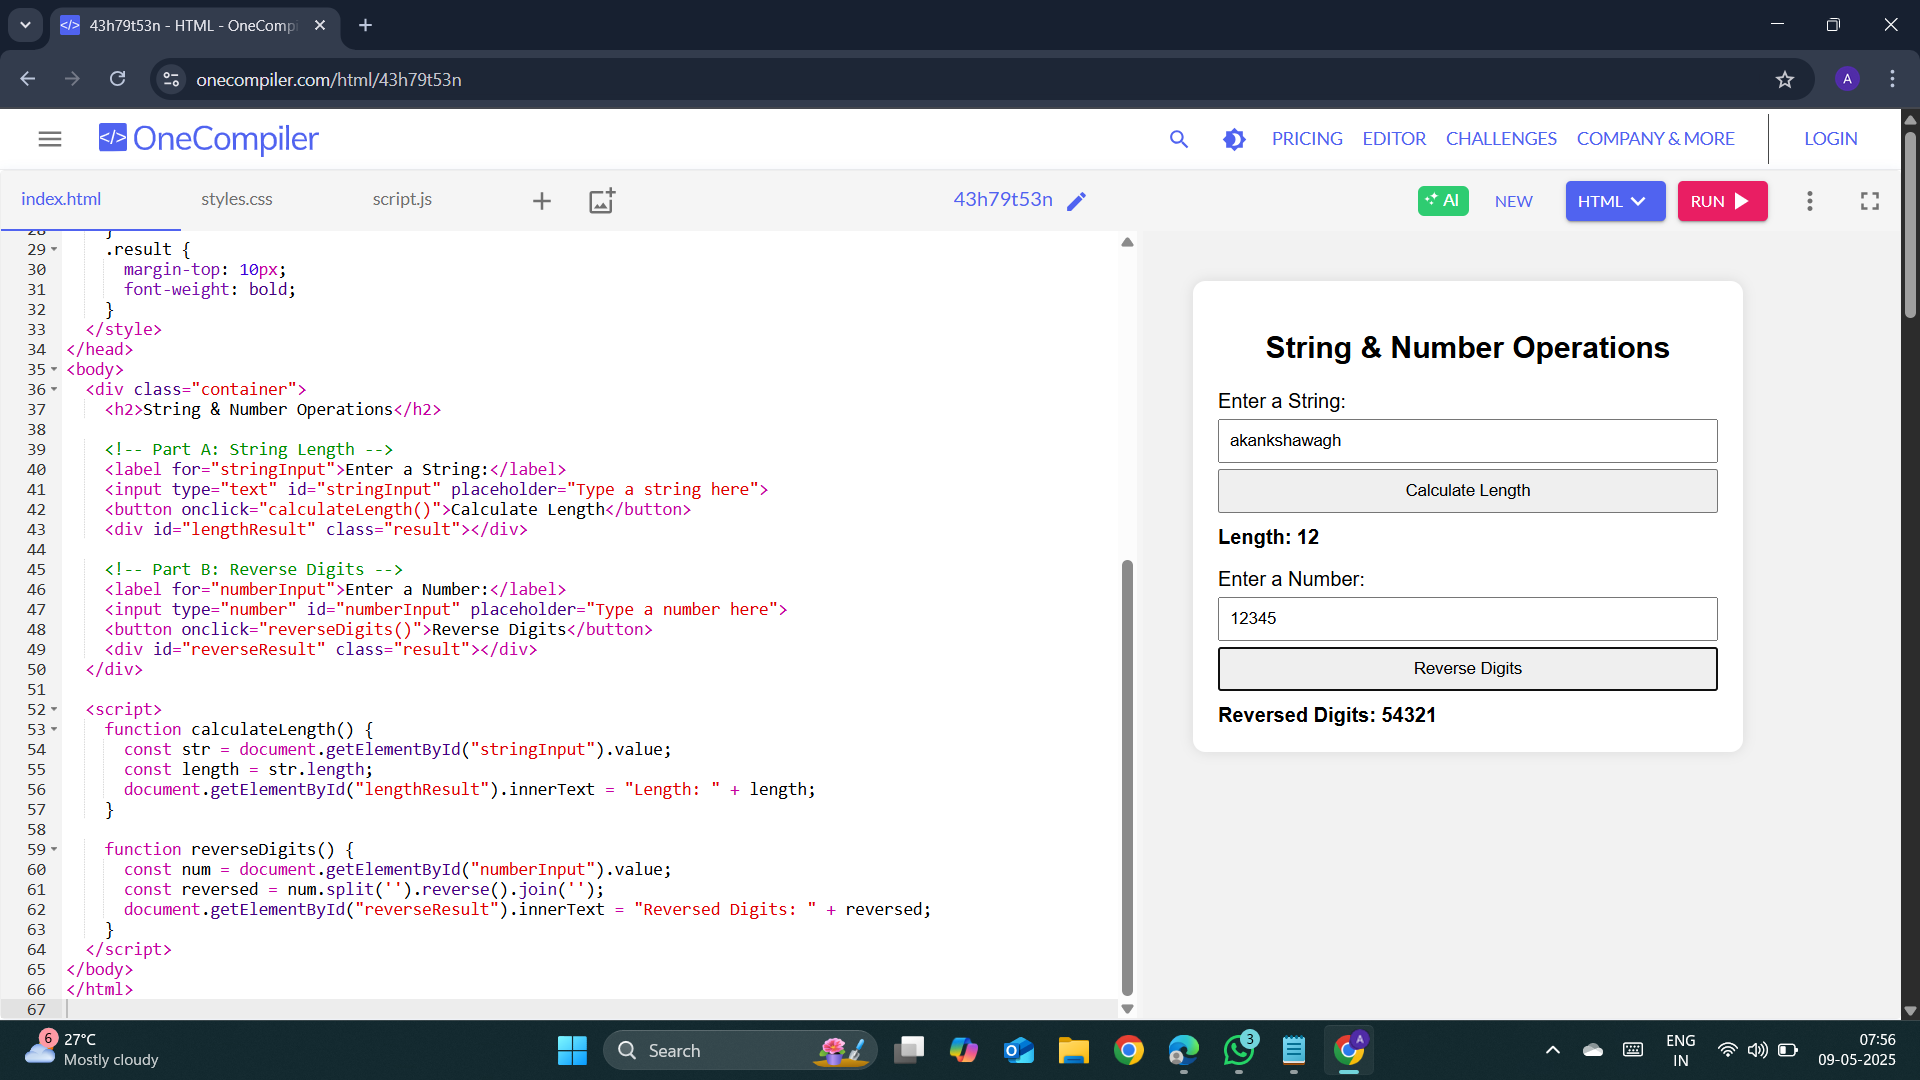 43h79t53n - HTML - OneCompi
onecompiler.com/html/43h79t53n
A
OneCompiler
PRICING
EDITOR
CHALLENGES
COMPANY & MORE
LOGIN
index.html
styles.css
script.js
43h79t53n
AI
NEW
HTML
RUN
28 }
29 .result {
30 margin-top: 10px;
31 font-weight: bold;
32 }
33 </style>
34 </head>
35 <body>
36 <div class="container">
37 <h2>String & Number Operations</h2>
38
39 <!-- Part A: String Length -->
40 <label for="stringInput">Enter a String:</label>
41 <input type="text" id="stringInput" placeholder="Type a string here">
42 <button onclick="calculateLength()">Calculate Length</button>
43 <div id="lengthResult" class="result"></div>
44
45 <!-- Part B: Reverse Digits -->
46 <label for="numberInput">Enter a Number:</label>
47 <input type="number" id="numberInput" placeholder="Type a number here">
48 <button onclick="reverseDigits()">Reverse Digits</button>
49 <div id="reverseResult" class="result"></div>
50 </div>
51
52 <script>
53 function calculateLength() {
54 const str = document.getElementById("stringInput").value;
55 const length = str.length;
56 document.getElementById("lengthResult").innerText = "Length: " + length;
57 }
58
59 function reverseDigits() {
60 const num = document.getElementById("numberInput").value;
61 const reversed = num.split('').reverse().join('');
62 document.getElementById("reverseResult").innerText = "Reversed Digits: " + reversed;
63 }
64 </script>
65 </body>
66 </html>
67
String & Number Operations
Enter a String:
akankshawagh
Calculate Length
Length: 12
Enter a Number:
12345
Reverse Digits
Reversed Digits: 54321
6
27°C
Mostly cloudy
Search
3
A
ENG
IN
07:56
09-05-2025